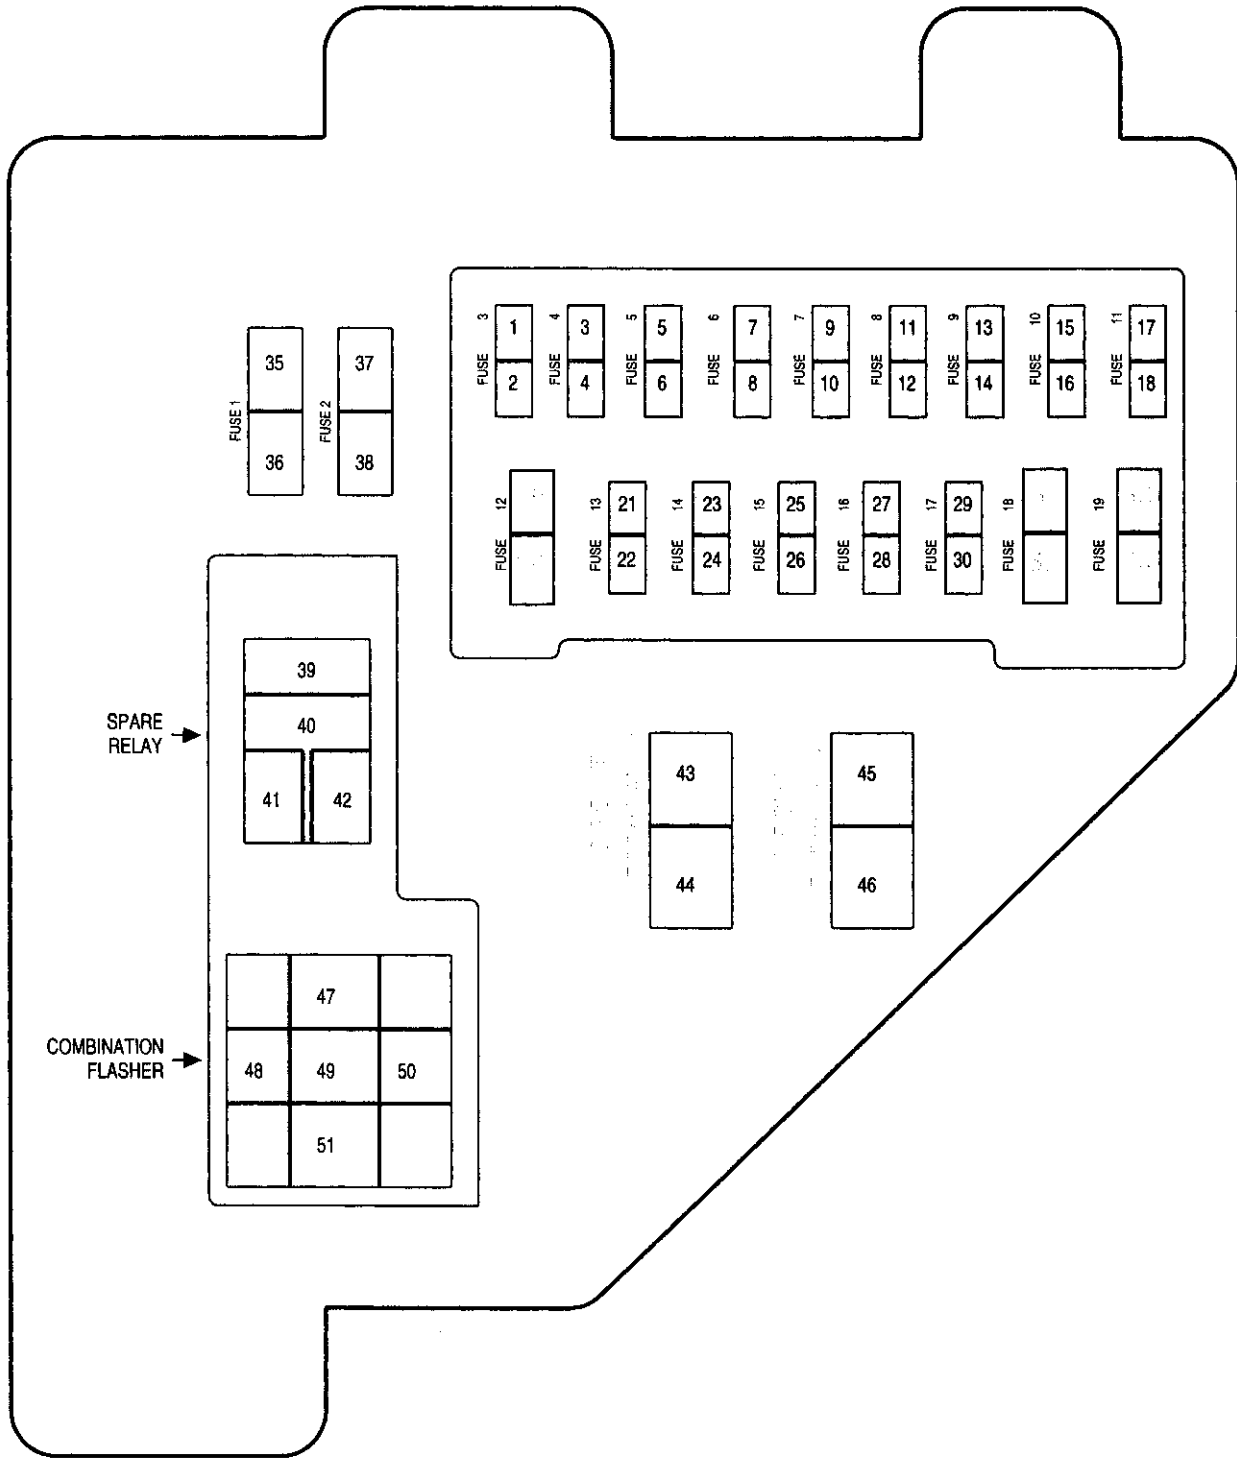 3 FUSE 1 2
4 FUSE 3 4
5 FUSE 5 6
6 FUSE 7 8
7 FUSE 9 10
8 FUSE 11 12
9 FUSE 13 14
10 FUSE 15 16
11 FUSE 17 18
FUSE 1 35 36
FUSE 2 37 38
12 FUSE
13 FUSE 21 22
14 FUSE 23 24
15 FUSE 25 26
16 FUSE 27 28
17 FUSE 29 30
18 FUSE
19 FUSE
SPARE
RELAY
39
40
41 42
43
44
45
46
COMBINATION
FLASHER
47
48 49 50
51